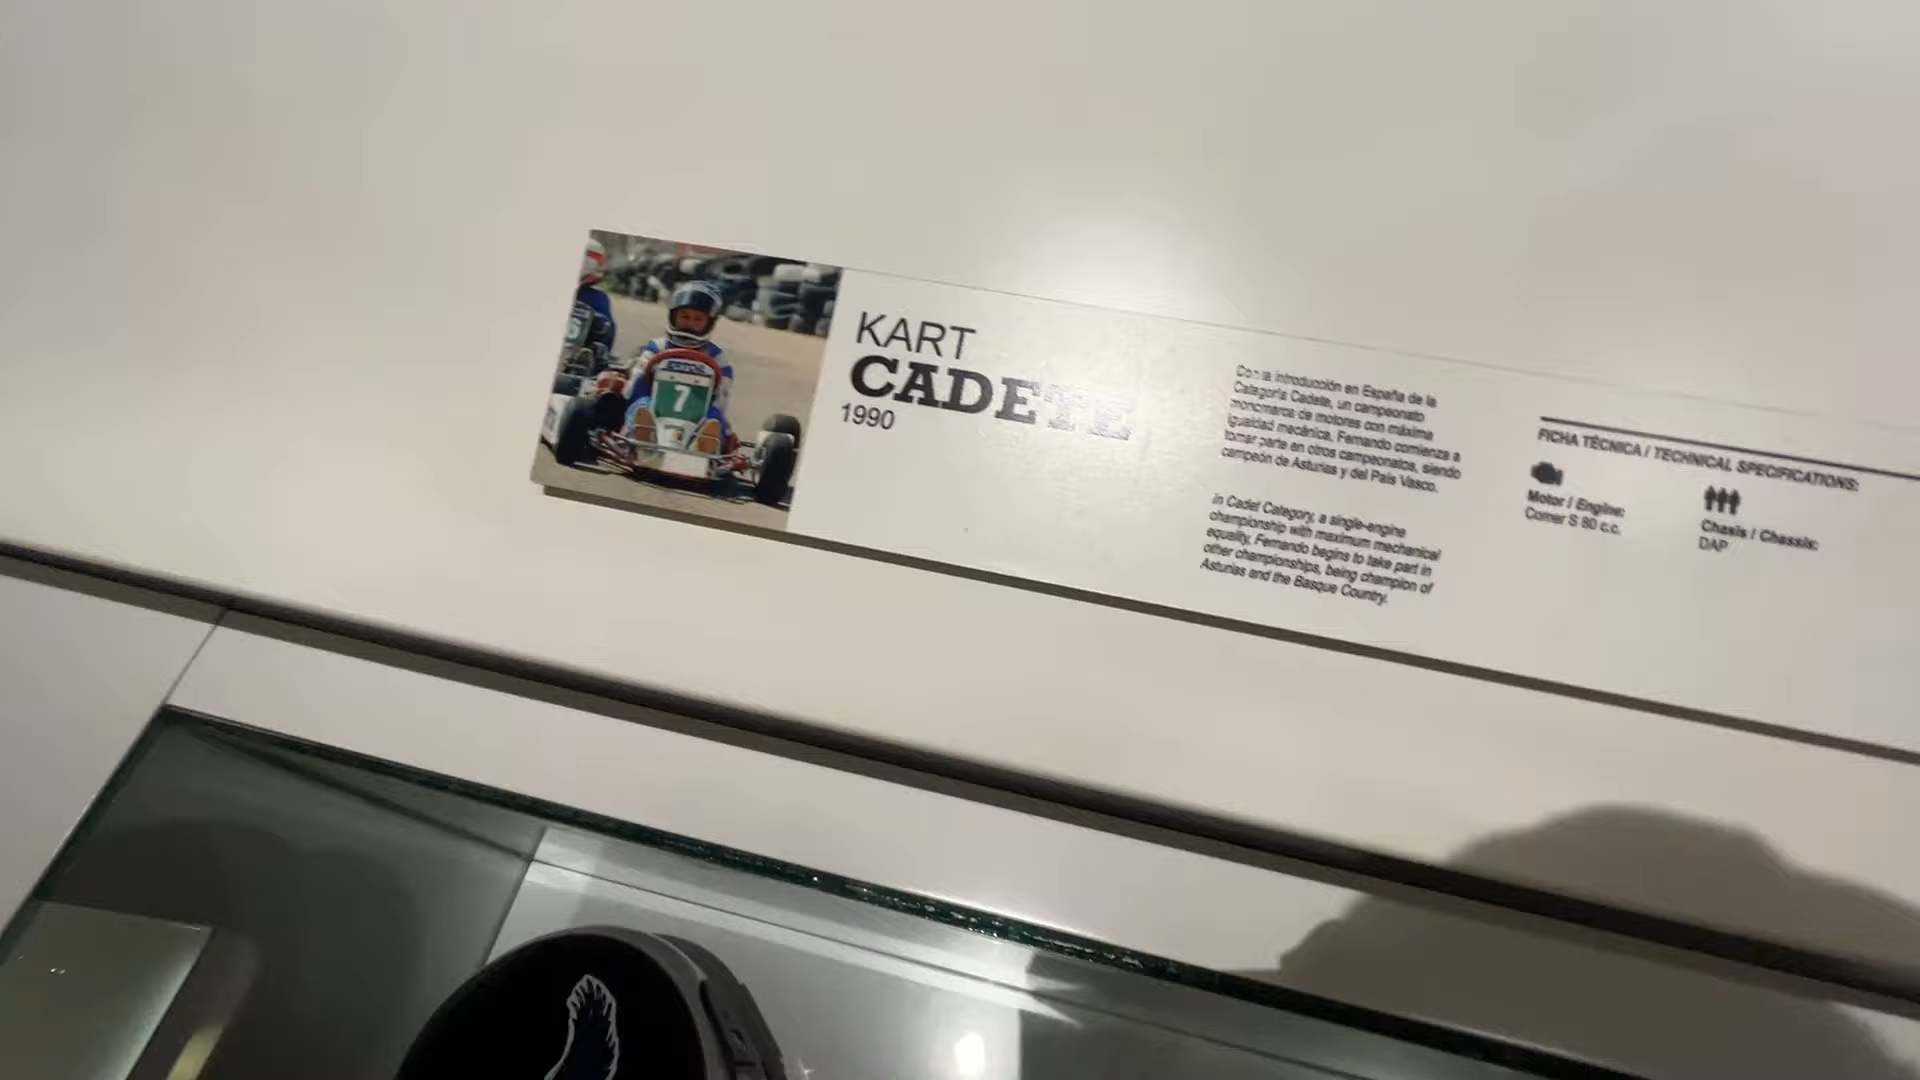 KART
CADETE
1990
7
6
Con la introducción en España de la
Categoría Cadete, un campeonato
monomarca de motores con máxima
igualdad mecánica, Fernando comienza a
tomar parte en otros campeonatos, siendo
campeón de Asturias y del País Vasco.
In Cadet Category, a single-engine
championship with maximum mechanical
equality, Fernando begins to take part in
other championships, being champion of
Asturias and the Basque Country.
FICHA TÉCNICA / TECHNICAL SPECIFICATIONS:
Motor / Engine:
Comer S 80 c.c.
Chasis / Chassis:
DAP